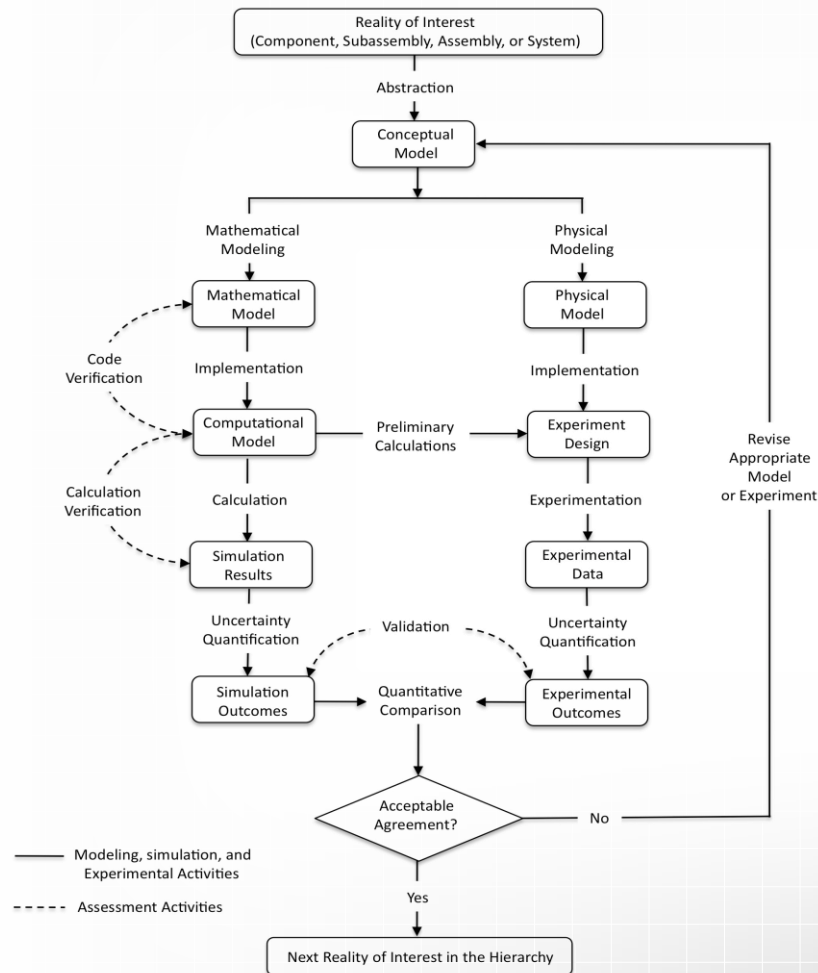 Reality of Interest
(Component, Subassembly, Assembly, or System)
Abstraction
Conceptual
Model
Mathematical
Modeling
Physical
Modeling
Mathematical
Model
Physical
Model
Code
Verification
Implementation
Implementation
Computational
Model
Preliminary
Calculations
Experiment
Design
Revise
Appropriate
Model
or Experiment
Calculation
Verification
Calculation
Experimentation
Simulation
Results
Experimental
Data
Uncertainty
Quantification
Validation
Uncertainty
Quantification
Simulation
Outcomes
Quantitative
Comparison
Experimental
Outcomes
Acceptable
Agreement?
No
Modeling, simulation, and
Experimental Activities
Assessment Activities
Yes
Next Reality of Interest in the Hierarchy